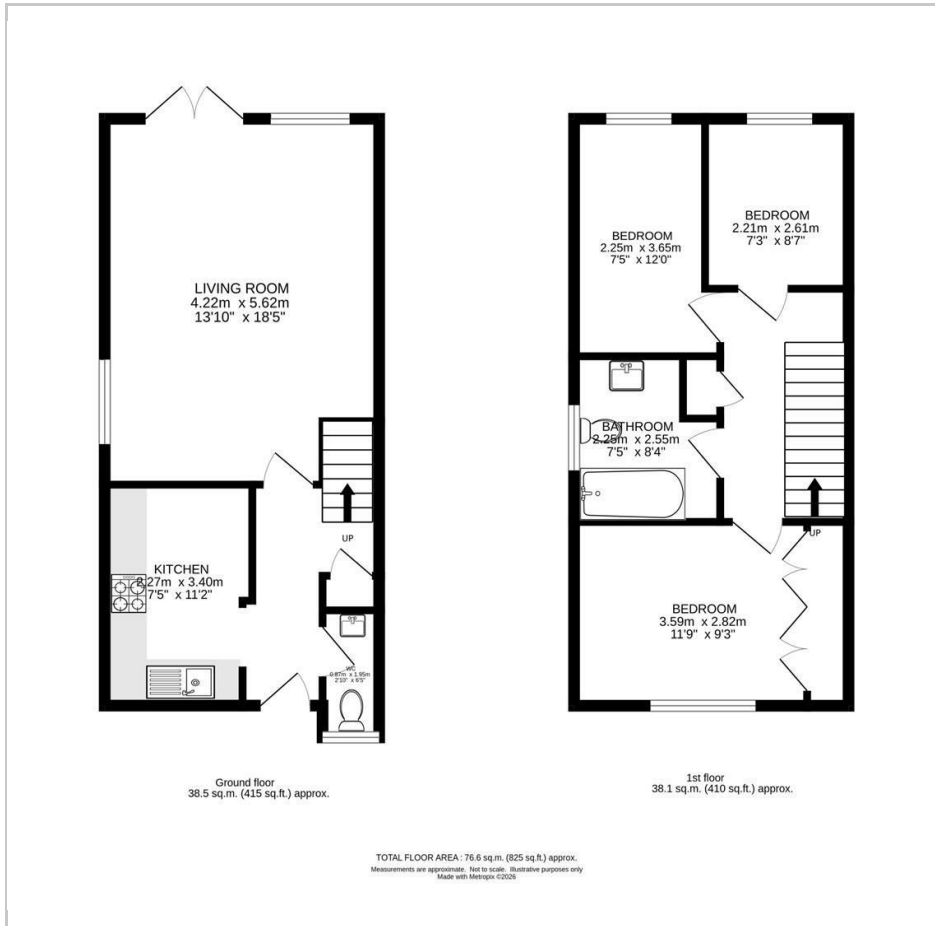 LIVING ROOM
4.22m x 5.62m
13'10" x 18'5"
KITCHEN
2.27m x 3.40m
7'5" x 11'2"
UP
WC
0.87m x 1.95m
2'10" x 6'5"
Ground floor
38.5 sq.m. (415 sq.ft.) approx.
BEDROOM
2.25m x 3.65m
7'5" x 12'0"
BEDROOM
2.21m x 2.61m
7'3" x 8'7"
BATHROOM
2.25m x 2.55m
7'5" x 8'4"
UP
BEDROOM
3.59m x 2.82m
11'9" x 9'3"
1st floor
38.1 sq.m. (410 sq.ft.) approx.
TOTAL FLOOR AREA : 76.6 sq.m. (825 sq.ft.) approx.
Measurements are approximate. Not to scale. Illustrative purposes only
Made with Metropix ©2026